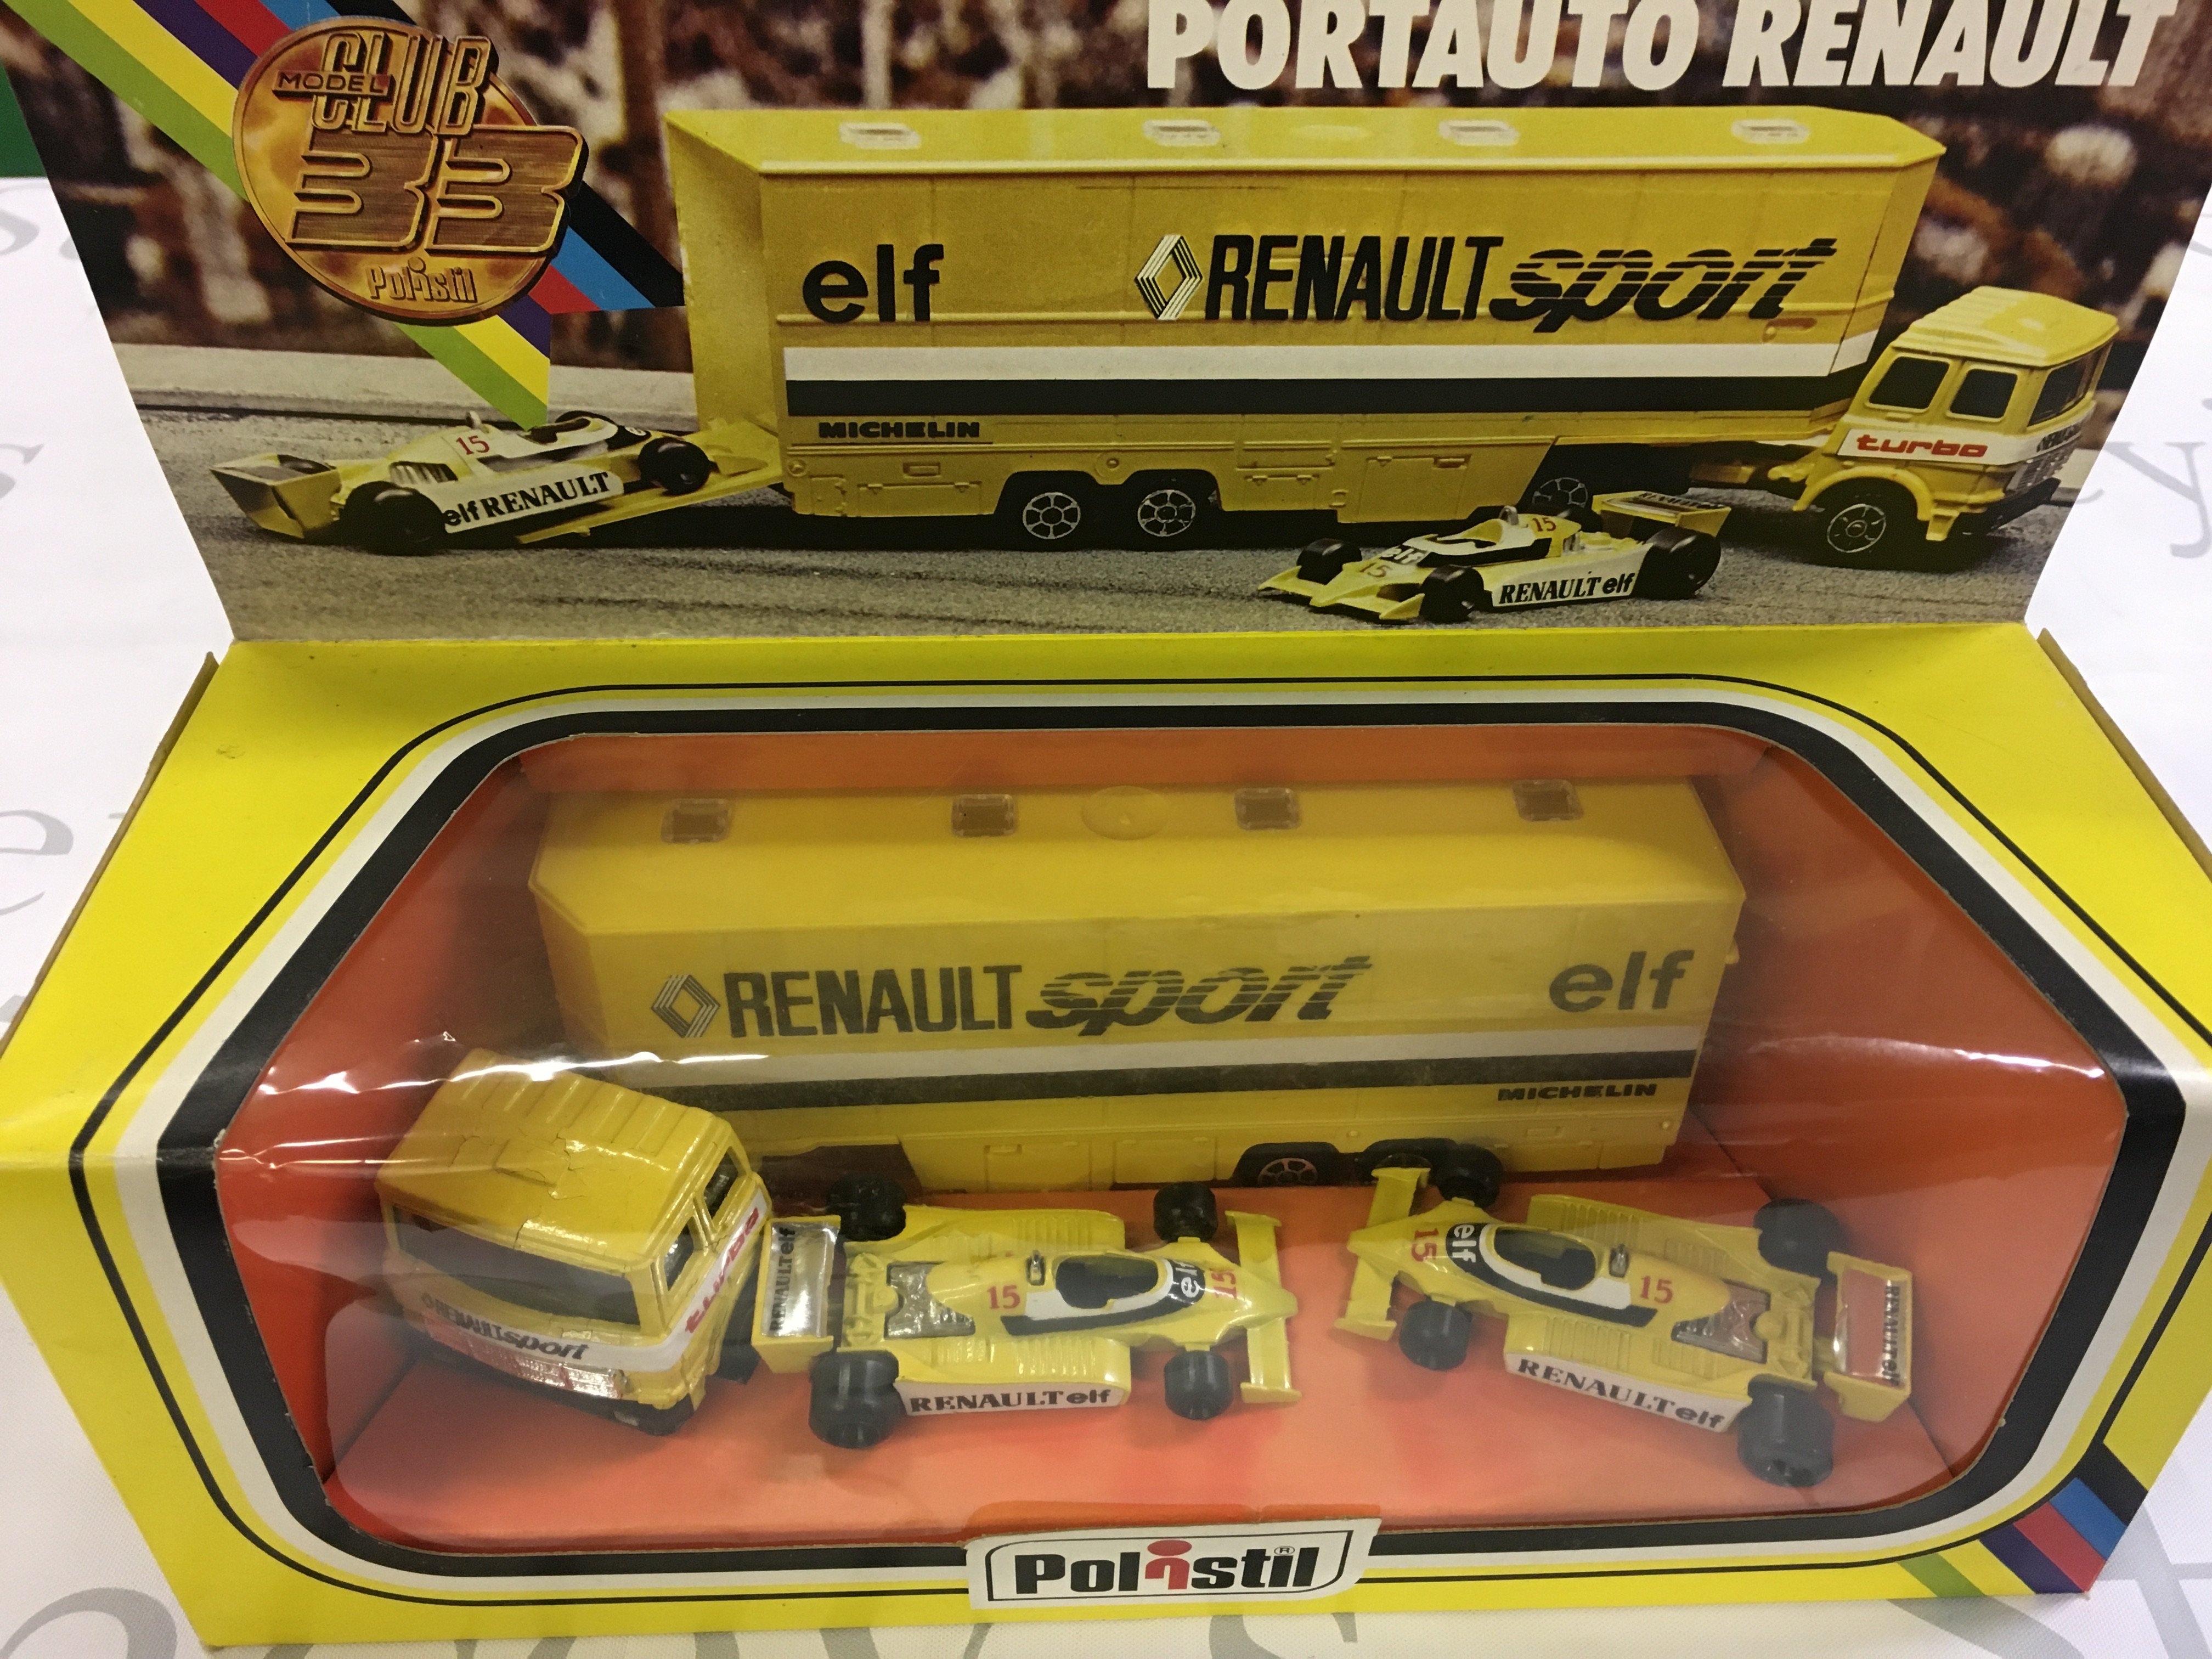 PORTAUTO RENAULT
MODEL
CLUB
33
Polistil
elf RENAULT sport
MICHELIN
turbo
15
elf RENAULT
15
elf
15
RENAULT elf
RENAULT sport elf
MICHELIN
turbo
RENAULT sport
RENAULT elf
15
elf
15
RENAULT elf
15
elf
15
RENAULT elf
RENAULT elf
Polistil®